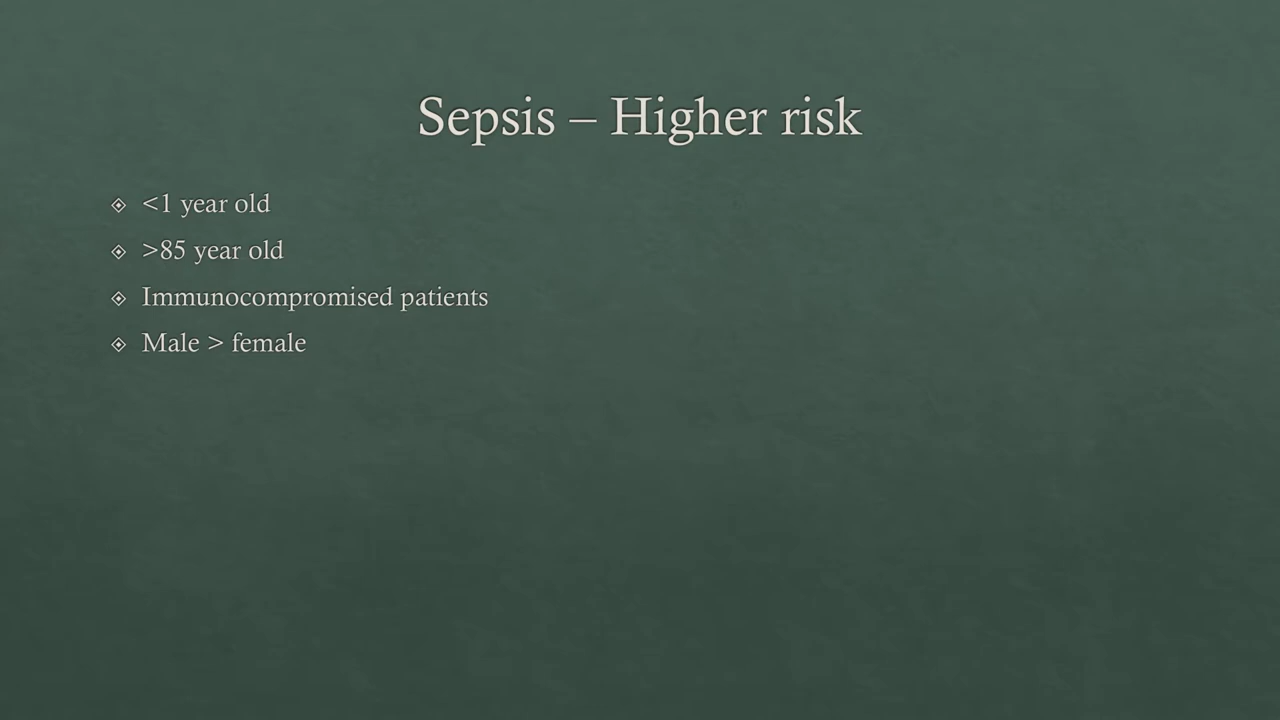 Sepsis – Higher risk
<1 year old
>85 year old
Immunocompromised patients
Male > female